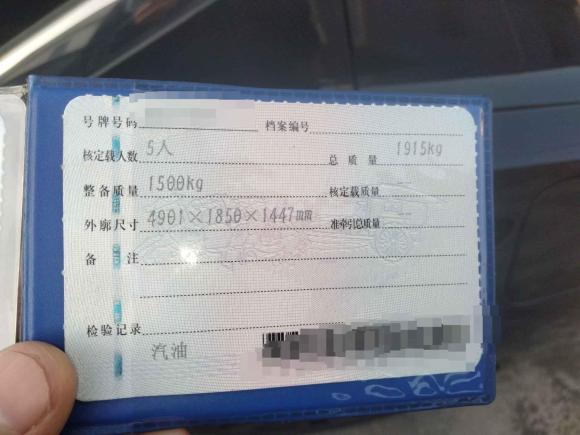 号牌号码 档案编号
核定载人数 5人 总质量 1915kg
整备质量 1500kg 核定载质量 --
外廓尺寸 4901×1850×1447mm 准牵引总质量 --
备注
检验记录
汽油